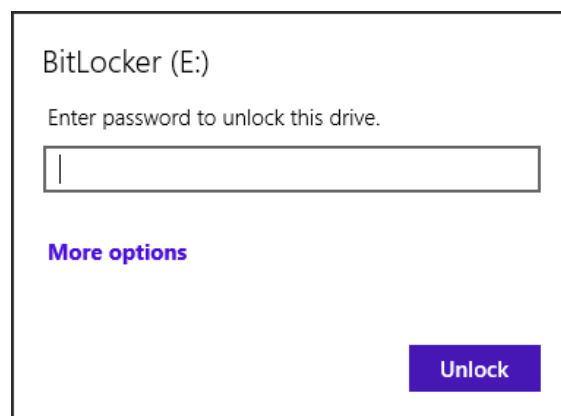 BitLocker (E:)
Enter password to unlock this drive.
More options
Unlock